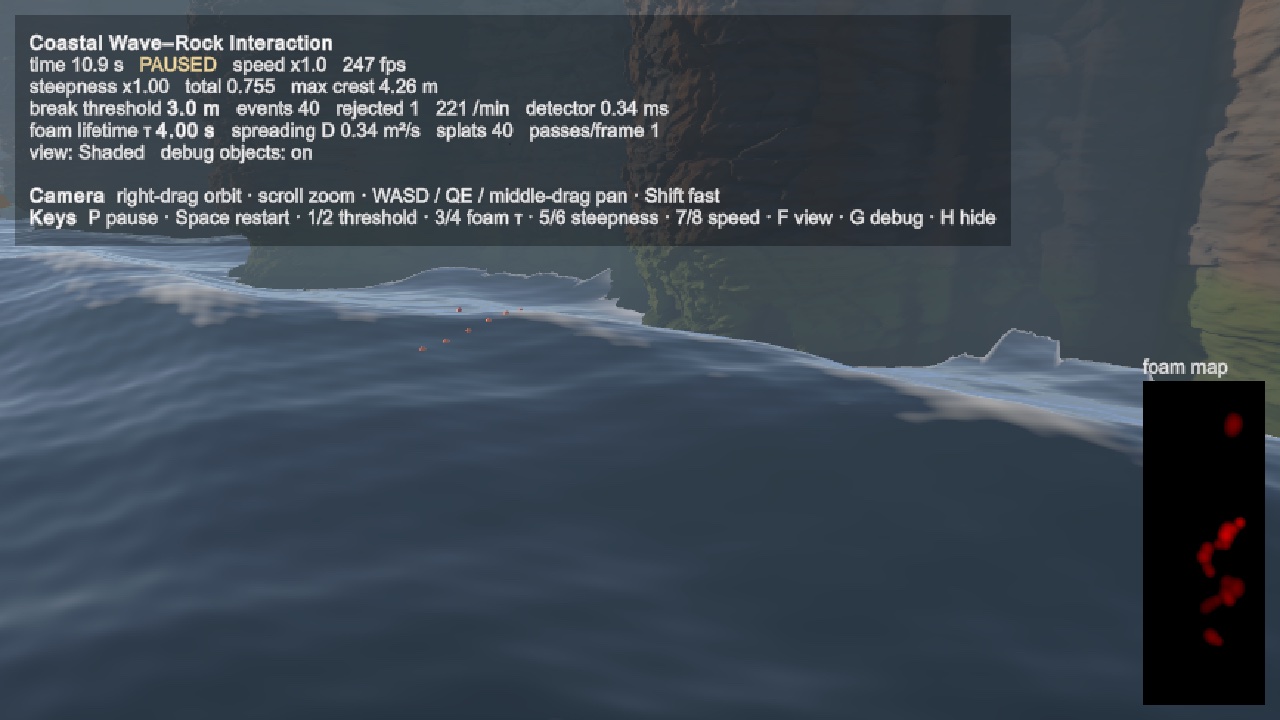 Coastal Wave–Rock Interaction
time 10.9 s PAUSED speed x1.0 247 fps
steepness x1.00 total 0.755 max crest 4.26 m
break threshold 3.0 m events 40 rejected 1 221 /min detector 0.34 ms
foam lifetime τ 4.00 s spreading D 0.34 m²/s splats 40 passes/frame 1
view: Shaded debug objects: on
Camera right-drag orbit · scroll zoom · WASD / QE / middle-drag pan · Shift fast
Keys P pause · Space restart · 1/2 threshold · 3/4 foam τ · 5/6 steepness · 7/8 speed · F view · G debug · H hide
foam map